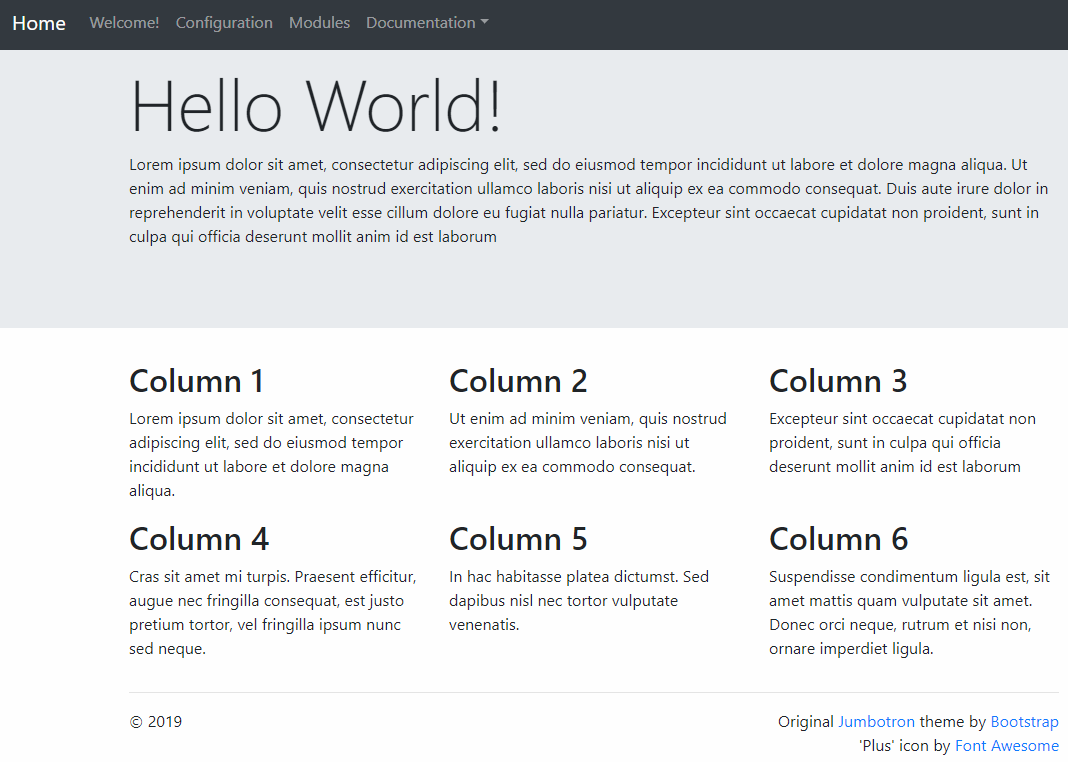 Home Welcome! Configuration Modules Documentation
Hello World!
Lorem ipsum dolor sit amet, consectetur adipiscing elit, sed do eiusmod tempor incididunt ut labore et dolore magna aliqua. Ut
enim ad minim veniam, quis nostrud exercitation ullamco laboris nisi ut aliquip ex ea commodo consequat. Duis aute irure dolor in
reprehenderit in voluptate velit esse cillum dolore eu fugiat nulla pariatur. Excepteur sint occaecat cupidatat non proident, sunt in
culpa qui officia deserunt mollit anim id est laborum
Column 1
Lorem ipsum dolor sit amet, consectetur
adipiscing elit, sed do eiusmod tempor
incididunt ut labore et dolore magna
aliqua.
Column 2
Ut enim ad minim veniam, quis nostrud
exercitation ullamco laboris nisi ut
aliquip ex ea commodo consequat.
Column 3
Excepteur sint occaecat cupidatat non
proident, sunt in culpa qui officia
deserunt mollit anim id est laborum
Column 4
Cras sit amet mi turpis. Praesent efficitur,
augue nec fringilla consequat, est justo
pretium tortor, vel fringilla ipsum nunc
sed neque.
Column 5
In hac habitasse platea dictumst. Sed
dapibus nisl nec tortor vulputate
venenatis.
Column 6
Suspendisse condimentum ligula est, sit
amet mattis quam vulputate sit amet.
Donec orci neque, rutrum et nisi non,
ornare imperdiet ligula.
© 2019
Original Jumbotron theme by Bootstrap
'Plus' icon by Font Awesome